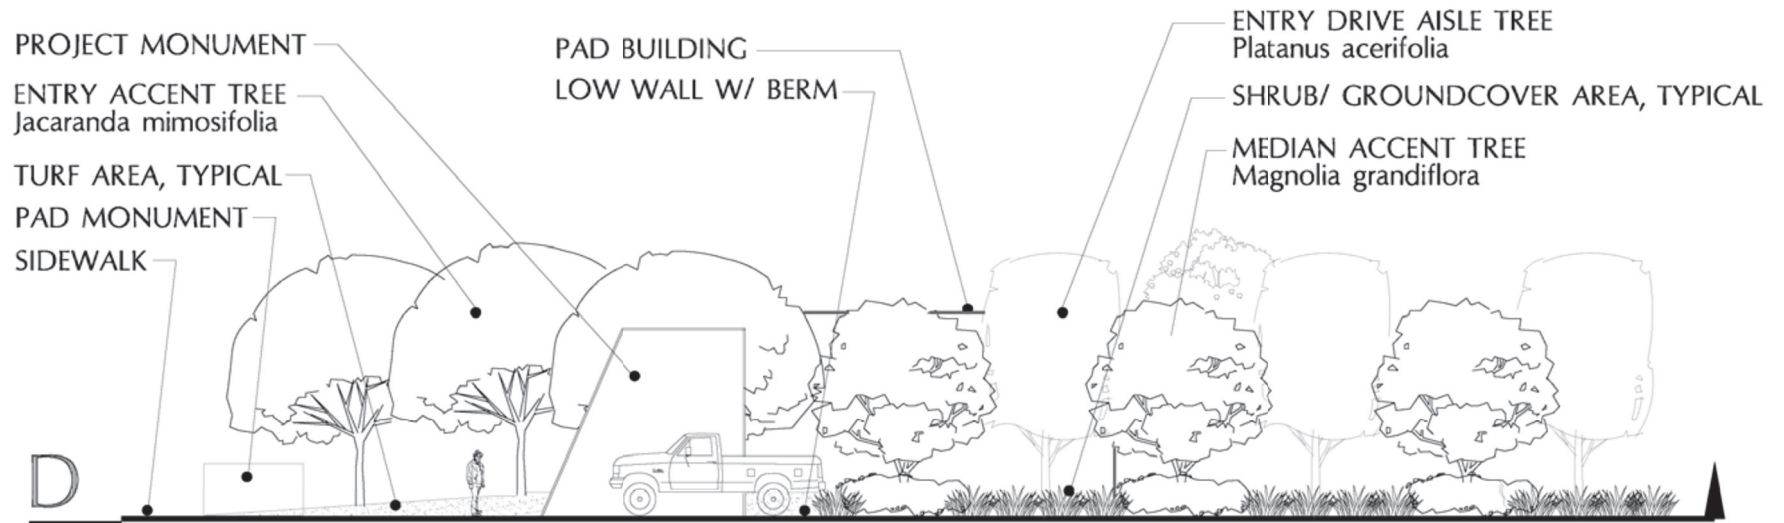 PROJECT MONUMENT
ENTRY ACCENT TREE
Jacaranda mimosifolia
TURF AREA, TYPICAL
PAD MONUMENT
SIDEWALK
PAD BUILDING
LOW WALL W/ BERM
ENTRY DRIVE AISLE TREE
Platanus acerifolia
SHRUB/ GROUNDCOVER AREA, TYPICAL
MEDIAN ACCENT TREE
Magnolia grandiflora
D